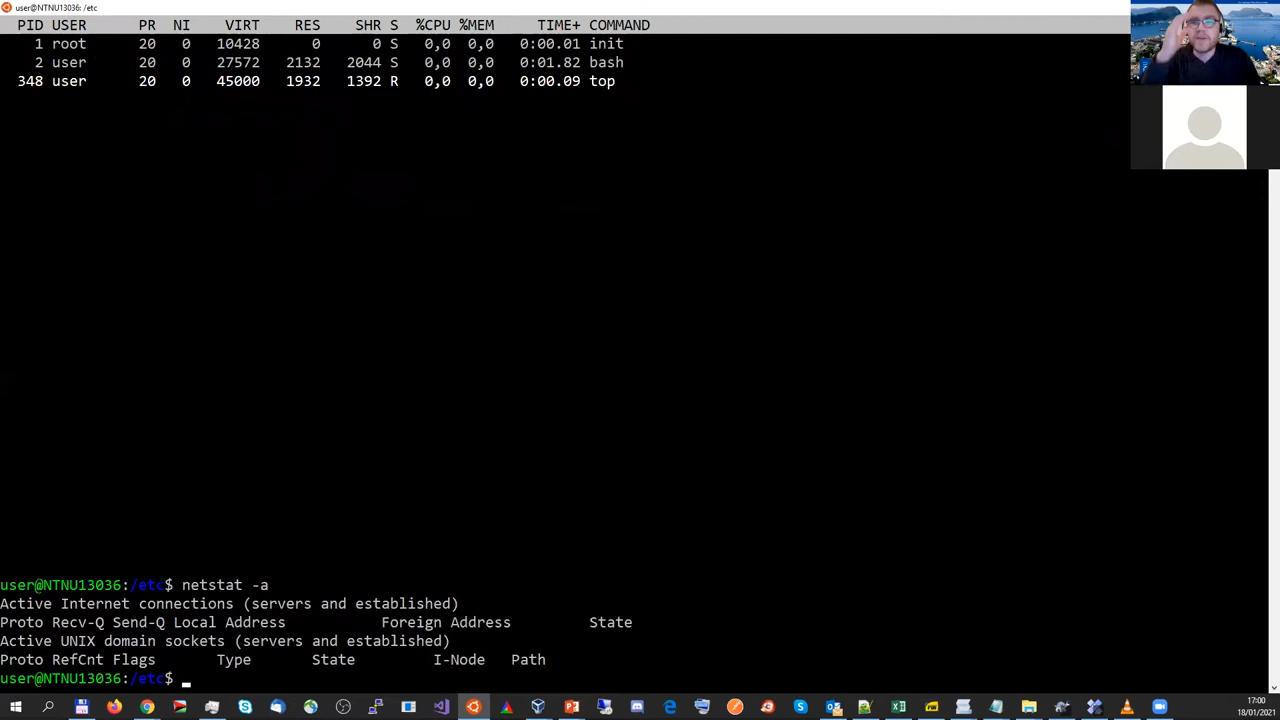 user@NTNU13036: /etc
PID USER PR NI VIRT RES SHR S %CPU %MEM TIME+ COMMAND
1 root 20 0 10428 0 0 S 0,0 0,0 0:00.01 init
2 user 20 0 27572 2132 2044 S 0,0 0,0 0:01.82 bash
348 user 20 0 45000 1932 1392 R 0,0 0,0 0:00.09 top
user@NTNU13036:/etc$ netstat -a
Active Internet connections (servers and established)
Proto Recv-Q Send-Q Local Address Foreign Address State
Active UNIX domain sockets (servers and established)
Proto RefCnt Flags Type State I-Node Path
user@NTNU13036:/etc$
17:00
18/01/2021